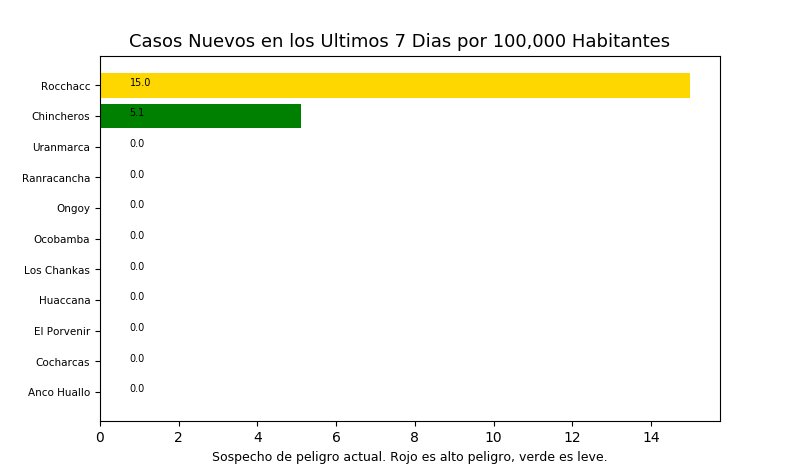 Casos Nuevos en los Ultimos 7 Dias por 100,000 Habitantes
Rocchacc 15.0
Chincheros 5.1
Uranmarca 0.0
Ranracancha 0.0
Ongoy 0.0
Ocobamba 0.0
Los Chankas 0.0
Huaccana 0.0
El Porvenir 0.0
Cocharcas 0.0
Anco Huallo 0.0
0 2 4 6 8 10 12 14
Sospecho de peligro actual. Rojo es alto peligro, verde es leve.